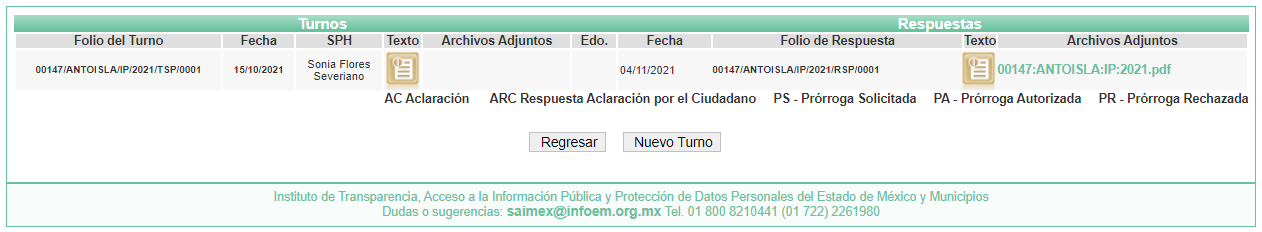 Turnos Respuestas
Folio del Turno Fecha SPH Texto Archivos Adjuntos Edo. Fecha Folio de Respuesta Texto Archivos Adjuntos
00147/ANTOISLA/IP/2021/TSP/0001 15/10/2021 Sonia Flores Severiano 04/11/2021 00147/ANTOISLA/IP/2021/RSP/0001 00147:ANTOISLA:IP:2021.pdf
AC Aclaración ARC Respuesta Aclaración por el Ciudadano PS - Prórroga Solicitada PA - Prórroga Autorizada PR - Prórroga Rechazada
Regresar Nuevo Turno
Instituto de Transparencia, Acceso a la Información Pública y Protección de Datos Personales del Estado de México y Municipios
Dudas o sugerencias: saimex@infoem.org.mx Tel. 01 800 8210441 (01 722) 2261980